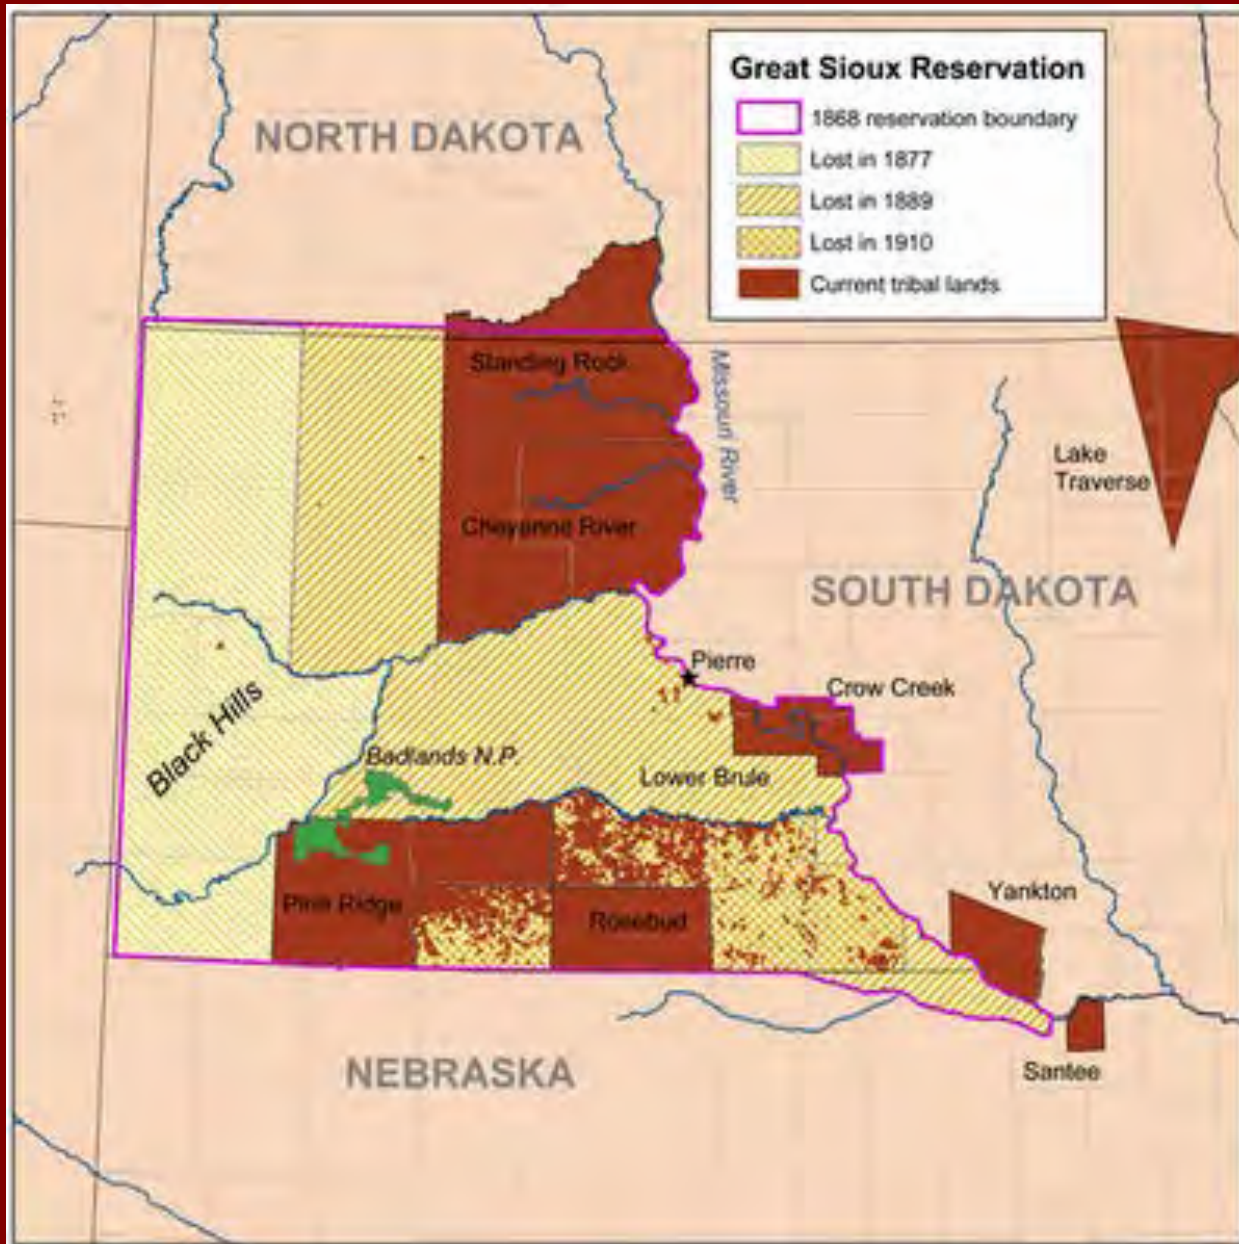 Great Sioux Reservation
1868 reservation boundary
Lost in 1877
Lost in 1889
Lost in 1910
Current tribal lands
NORTH DAKOTA
Standing Rock
Missouri River
Lake
Traverse
Cheyanne River
SOUTH DAKOTA
Pierre
Crow Creek
Black Hills
Badlands N.P.
Lower Brule
Pine Ridge
Rosebud
Yankton
NEBRASKA
Santee